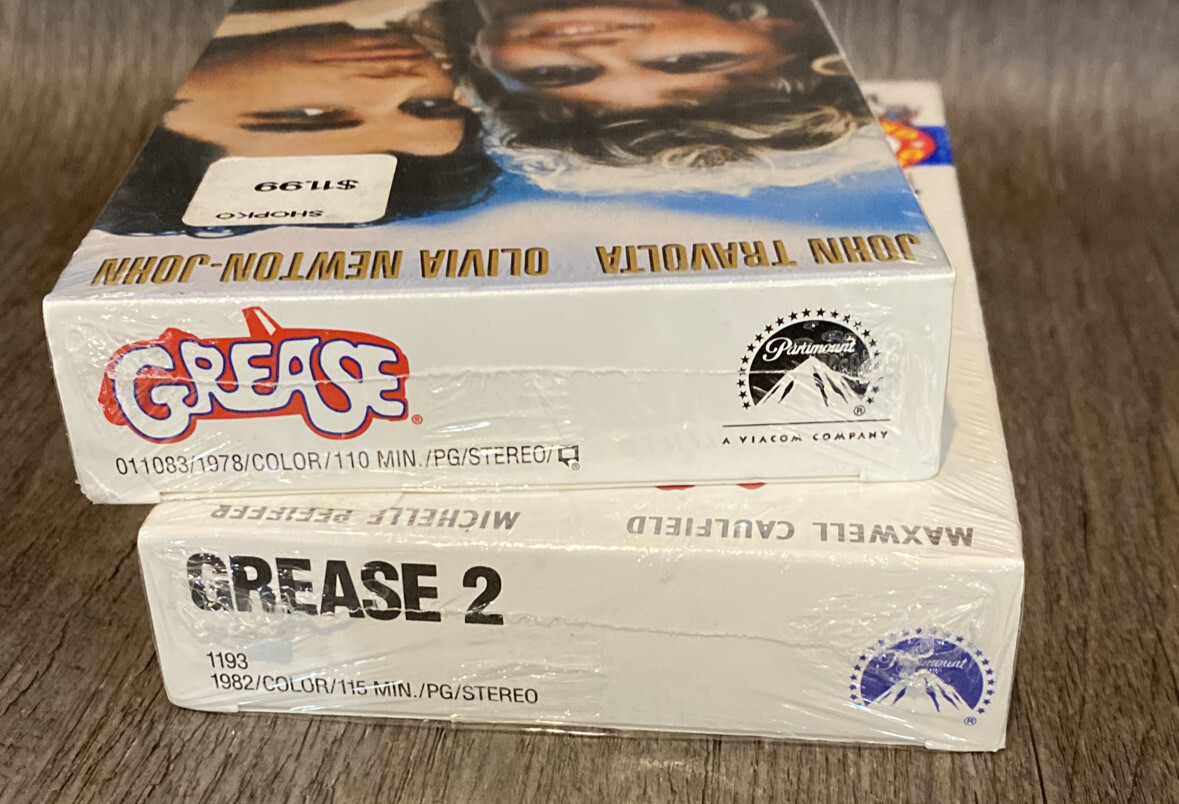 $11.99
SHOPKO
JOHN TRAVOLTA OLIVIA NEWTON-JOHN
GREASE®
Paramount
®
A VIACOM COMPANY
011083/1978/COLOR/110 MIN./PG/STEREO/
MAXWELL CAULFIELD MICHELLE PFEIFFER
GREASE 2
1193
1982/COLOR/115 MIN./PG/STEREO
Paramount
®